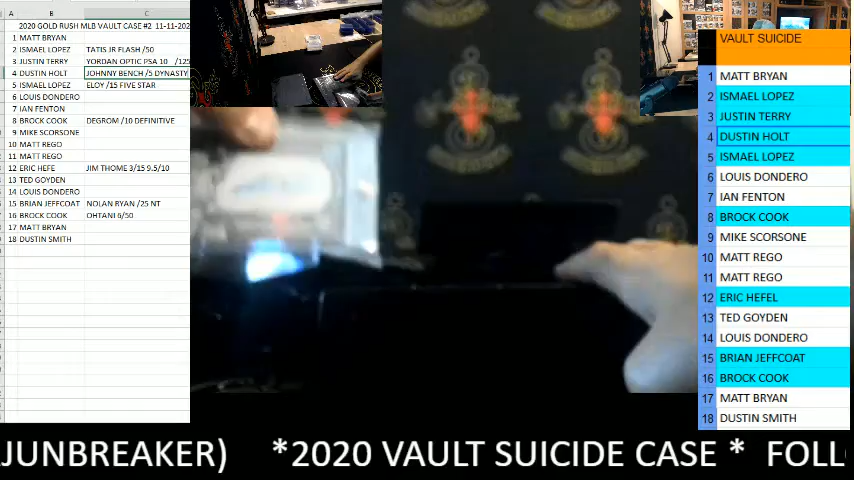 A B C
2020 GOLD RUSH MLB VAULT CASE #2 11-11-202
1 MATT BRYAN
2 ISMAEL LOPEZ TATIS JR FLASH /50
3 JUSTIN TERRY YORDAN OPTIC PSA 10 /125
4 DUSTIN HOLT JOHNNY BENCH /5 DYNASTY
5 ISMAEL LOPEZ ELOY /15 FIVE STAR
6 LOUIS DONDERO
7 IAN FENTON
8 BROCK COOK DEGROM /10 DEFINITIVE
9 MIKE SCORSONE
10 MATT REGO
11 MATT REGO
12 ERIC HEFE JIM THOME 3/15 9.5/10
13 TED GOYDEN
14 LOUIS DONDERO
15 BRIAN JEFFCOAT NOLAN RYAN /25 NT
16 BROCK COOK OHTANI 6/50
17 MATT BRYAN
18 DUSTIN SMITH
VAULT SUICIDE
1 MATT BRYAN
2 ISMAEL LOPEZ
3 JUSTIN TERRY
4 DUSTIN HOLT
5 ISMAEL LOPEZ
6 LOUIS DONDERO
7 IAN FENTON
8 BROCK COOK
9 MIKE SCORSONE
10 MATT REGO
11 MATT REGO
12 ERIC HEFEL
13 TED GOYDEN
14 LOUIS DONDERO
15 BRIAN JEFFCOAT
16 BROCK COOK
17 MATT BRYAN
18 DUSTIN SMITH
JUNBREAKER) *2020 VAULT SUICIDE CASE * FOLL